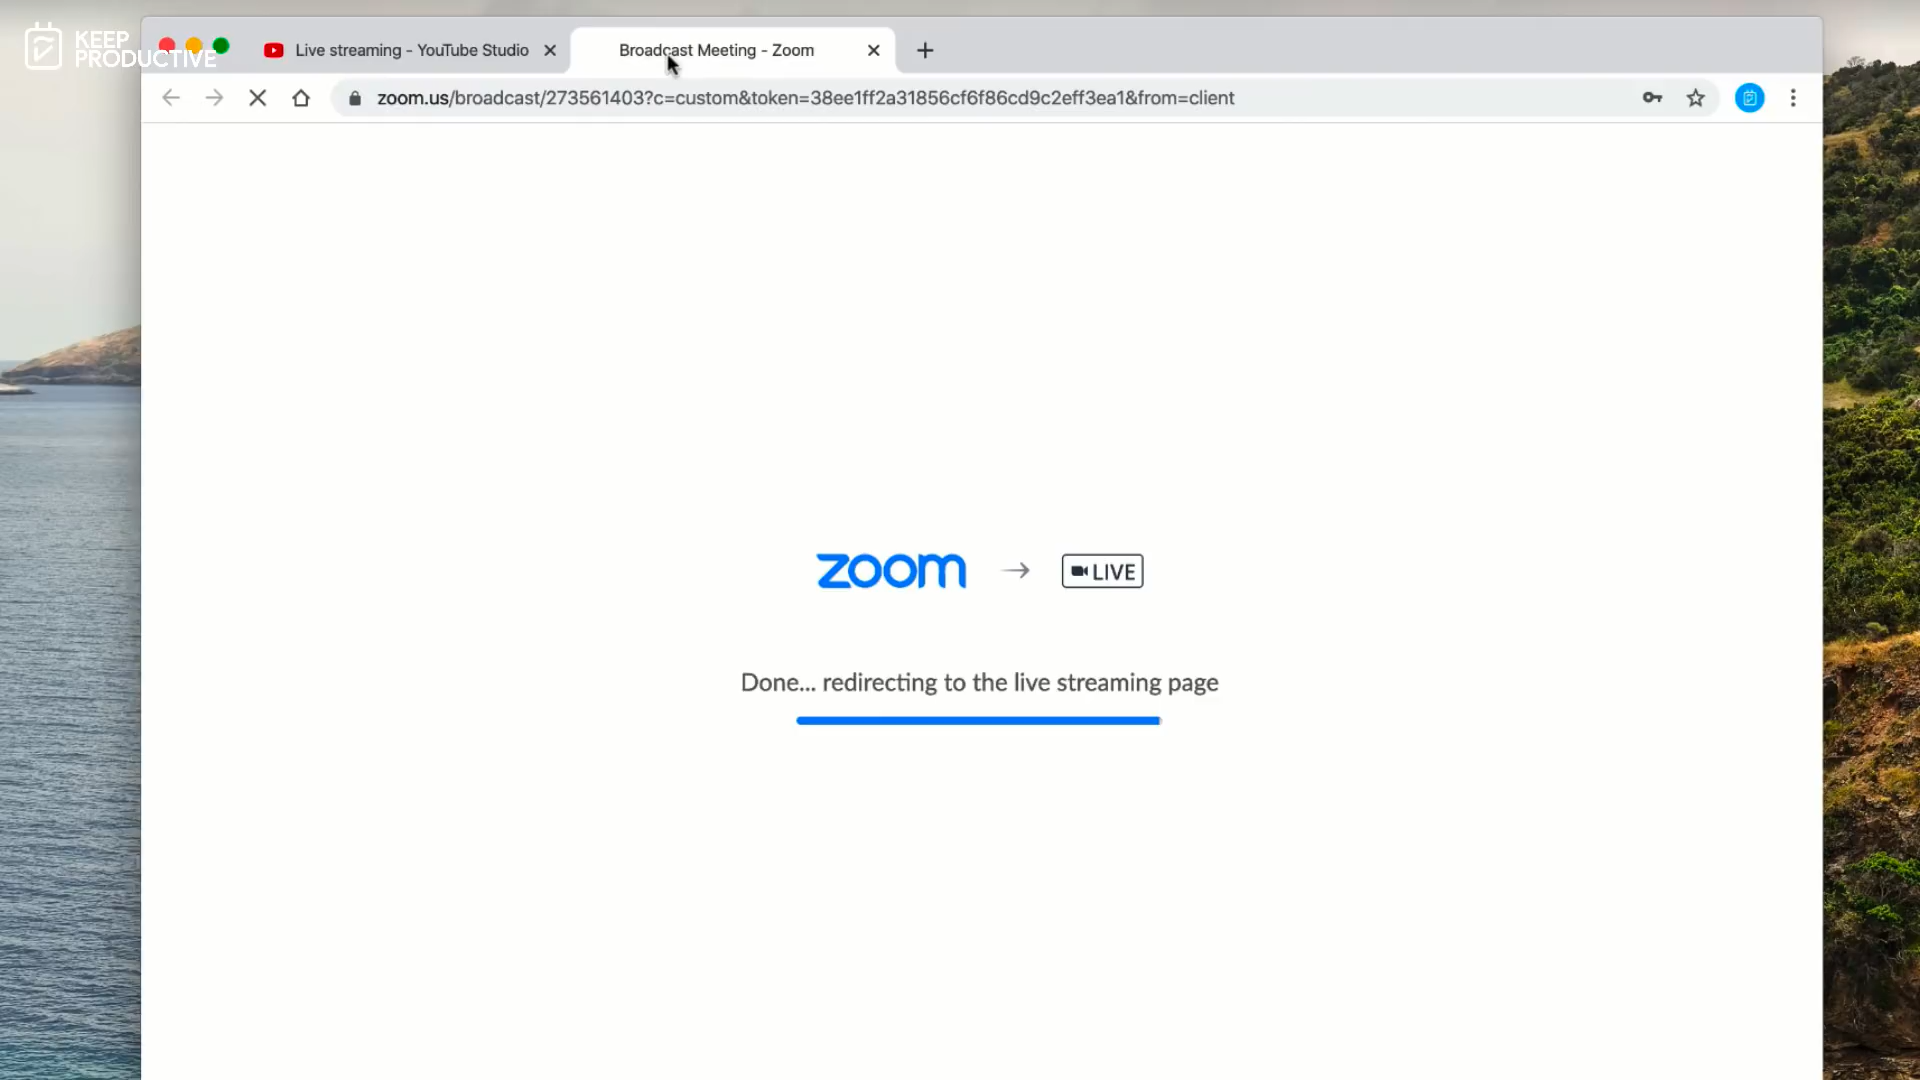 KEEP
PRODUCTIVE
Live streaming - YouTube Studio
Broadcast Meeting - Zoom
zoom.us/broadcast/273561403?c=custom&token=38ee1ff2a31856cf6f86cd9c2eff3ea1&from=client
zoom → LIVE
Done... redirecting to the live streaming page